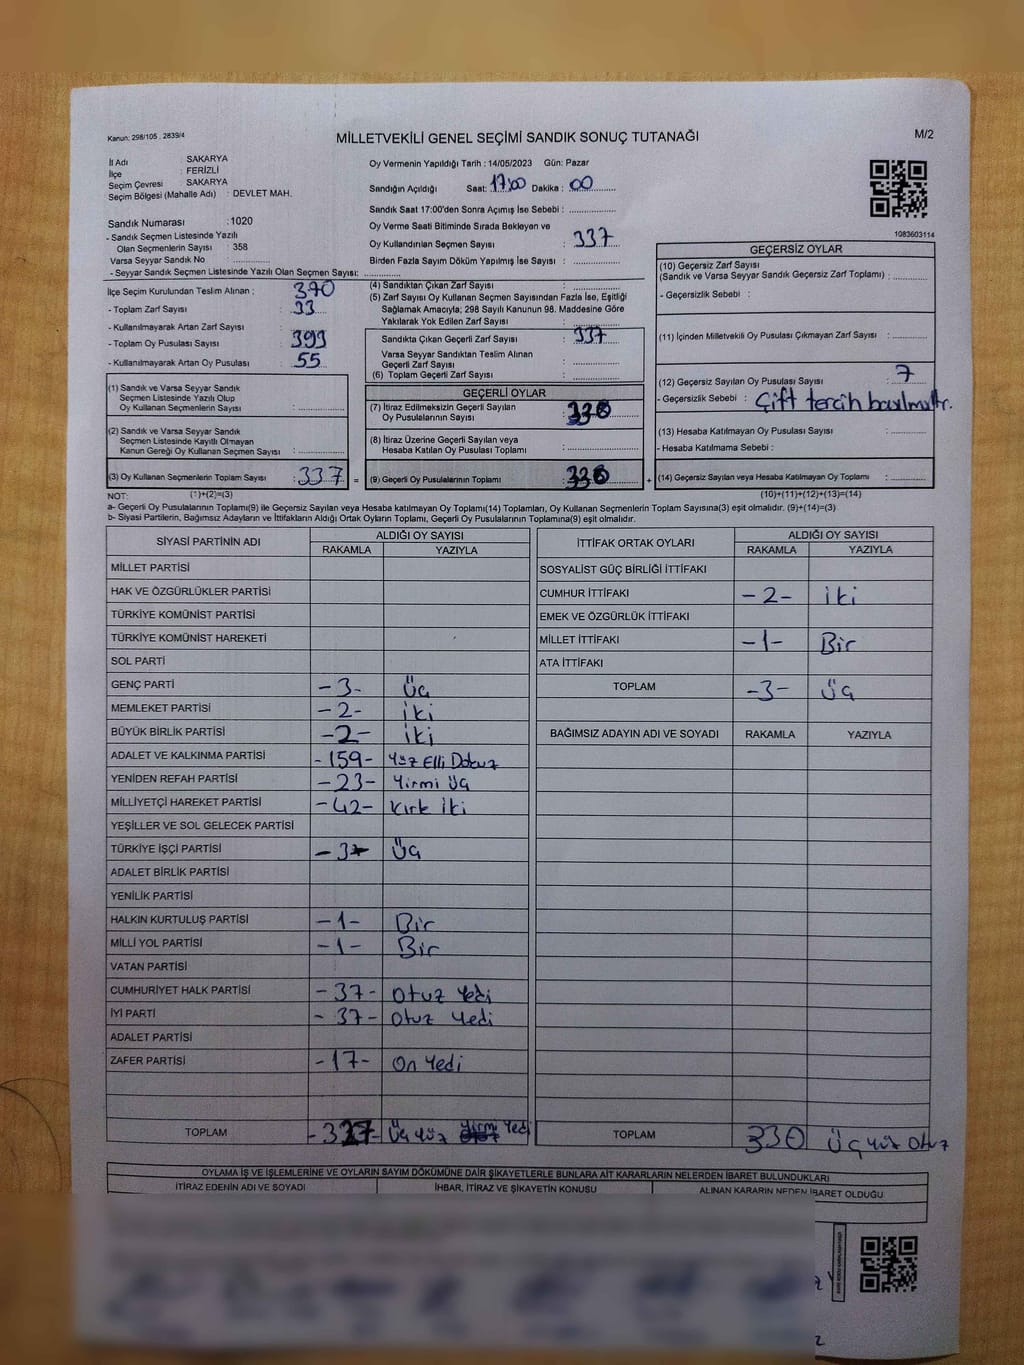 Kanun: 298/105 , 2839/4
MİLLETVEKİLİ GENEL SEÇİMİ SANDIK SONUÇ TUTANAĞI
M/2
İl Adı : SAKARYA
İlçe : FERİZLİ
Seçim Çevresi : SAKARYA
Seçim Bölgesi (Mahalle Adı) : DEVLET MAH.
Sandık Numarası :1020
- Sandık Seçmen Listesinde Yazılı
Olan Seçmenlerin Sayısı : 358
Varsa Seyyar Sandık No :
- Seyyar Sandık Seçmen Listesinde Yazılı Olan Seçmen Sayısı:
Oy Vermenin Yapıldığı Tarih : 14/05/2023 Gün: Pazar
Sandığın Açıldığı Saat: 17:00 Dakika : 00
Sandık Saat 17:00'den Sonra Açımış İse Sebebi :
Oy Verme Saati Bitiminde Sırada Bekleyen ve
Oy Kullandırılan Seçmen Sayısı : 337
Birden Fazla Sayım Döküm Yapılmış İse Sayısı :
1083603114
İlçe Seçim Kurulundan Teslim Alınan : 370
- Toplam Zarf Sayısı : 33
- Kullanılmayarak Artan Zarf Sayısı
- Toplam Oy Pusulası Sayısı : 393
- Kullanılmayarak Artan Oy Pusulası : 55
(4) Sandıktan Çıkan Zarf Sayısı :
(5) Zarf Sayısı Oy Kullanan Seçmen Sayısından Fazla İse, Eşitliği
Sağlamak Amacıyla; 298 Sayılı Kanunun 98. Maddesine Göre
Yakılarak Yok Edilen Zarf Sayısı :
Sandıkta Çıkan Geçerli Zarf Sayısı : 337
Varsa Seyyar Sandıktan Teslim Alınan
Geçerli Zarf Sayısı :
(6) Toplam Geçerli Zarf Sayısı :
GEÇERSİZ OYLAR
(10) Geçersiz Zarf Sayısı
(Sandık ve Varsa Seyyar Sandık Geçersiz Zarf Toplamı) :
- Geçersizlik Sebebi :
(11) İçinden Milletvekili Oy Pusulası Çıkmayan Zarf Sayısı :
(12) Geçersiz Sayılan Oy Pusulası Sayısı : 7
- Geçersizlik Sebebi : Çift tercih basılmıştır.
(13) Hesaba Katılmayan Oy Pusulası Sayısı :
- Hesaba Katılmama Sebebi :
(14) Geçersiz Sayılan veya Hesaba Katılmayan Oy Toplamı :
(1) Sandık ve Varsa Seyyar Sandık
Seçmen Listesinde Yazılı Olup
Oy Kullanan Seçmenlerin Sayısı :
(2) Sandık ve Varsa Seyyar Sandık
Seçmen Listesinde Kayıtlı Olmayan
Kanun Gereği Oy Kullanan Seçmen Sayısı :
(3) Oy Kullanan Seçmenlerin Toplam Sayısı : 337 =
GEÇERLİ OYLAR
(7) İtiraz Edilmeksizin Geçerli Sayılan
Oy Pusulalarının Sayısı :
(8) İtiraz Üzerine Geçerli Sayılan veya
Hesaba Katılan Oy Pusulası Toplamı :
(9) Geçerli Oy Pusulalarının Toplamı : +
NOT: (1)+(2)=(3) (10)+(11)+(12)+(13)=(14)
a- Geçerli Oy Pusulalarının Toplamı(9) ile Geçersiz Sayılan veya Hesaba katılmayan Oy Toplamı(14) Toplamları, Oy Kullanan Seçmenlerin Toplam Sayısına(3) eşit olmalıdır. (9)+(14)=(3)
b- Siyasi Partilerin, Bağımsız Adayların ve İttifakların Aldığı Ortak Oyların Toplamı, Geçerli Oy Pusulalarının Toplamına(9) eşit olmalıdır.
SİYASİ PARTİNİN ADI ALDIĞI OY SAYISI
RAKAMLA YAZIYLA
MİLLET PARTİSİ
HAK VE ÖZGÜRLÜKLER PARTİSİ
TÜRKİYE KOMÜNİST PARTİSİ
TÜRKİYE KOMÜNİST HAREKETİ
SOL PARTİ
GENÇ PARTİ -3- Üç
MEMLEKET PARTİSİ -2- İki
BÜYÜK BİRLİK PARTİSİ -2- İki
ADALET VE KALKINMA PARTİSİ -159- Yüz Elli Dokuz
YENİDEN REFAH PARTİSİ -23- Yirmi Üç
MİLLİYETÇİ HAREKET PARTİSİ -42- Kırk İki
YEŞİLLER VE SOL GELECEK PARTİSİ
TÜRKİYE İŞÇİ PARTİSİ -3- Üç
ADALET BİRLİK PARTİSİ
YENİLİK PARTİSİ
HALKIN KURTULUŞ PARTİSİ -1- Bir
MİLLİ YOL PARTİSİ -1- Bir
VATAN PARTİSİ
CUMHURİYET HALK PARTİSİ -37- Otuz Yedi
İYİ PARTİ -37- Otuz Yedi
ADALET PARTİSİ
ZAFER PARTİSİ -17- On Yedi
TOPLAM -327- Üç Yüz Yirmi Yedi
İTTİFAK ORTAK OYLARI ALDIĞI OY SAYISI
RAKAMLA YAZIYLA
SOSYALİST GÜÇ BİRLİĞİ İTTİFAKI
CUMHUR İTTİFAKI -2- İki
EMEK VE ÖZGÜRLÜK İTTİFAKI
MİLLET İTTİFAKI -1- Bir
ATA İTTİFAKI
TOPLAM -3- Üç
BAĞIMSIZ ADAYIN ADI VE SOYADI RAKAMLA YAZIYLA
TOPLAM 330 Üç Yüz Otuz
OYLAMA İŞ VE İŞLEMLERİNE VE OYLARIN SAYIM DÖKÜMÜNE DAİR ŞİKAYETLERLE BUNLARA AİT KARARLARIN NELERDEN İBARET BULUNDUKLARI
İTİRAZ EDENİN ADI VE SOYADI İHBAR, İTİRAZ VE ŞİKAYETİN KONUSU ALINAN KARARIN NEDEN İBARET OLDUĞU